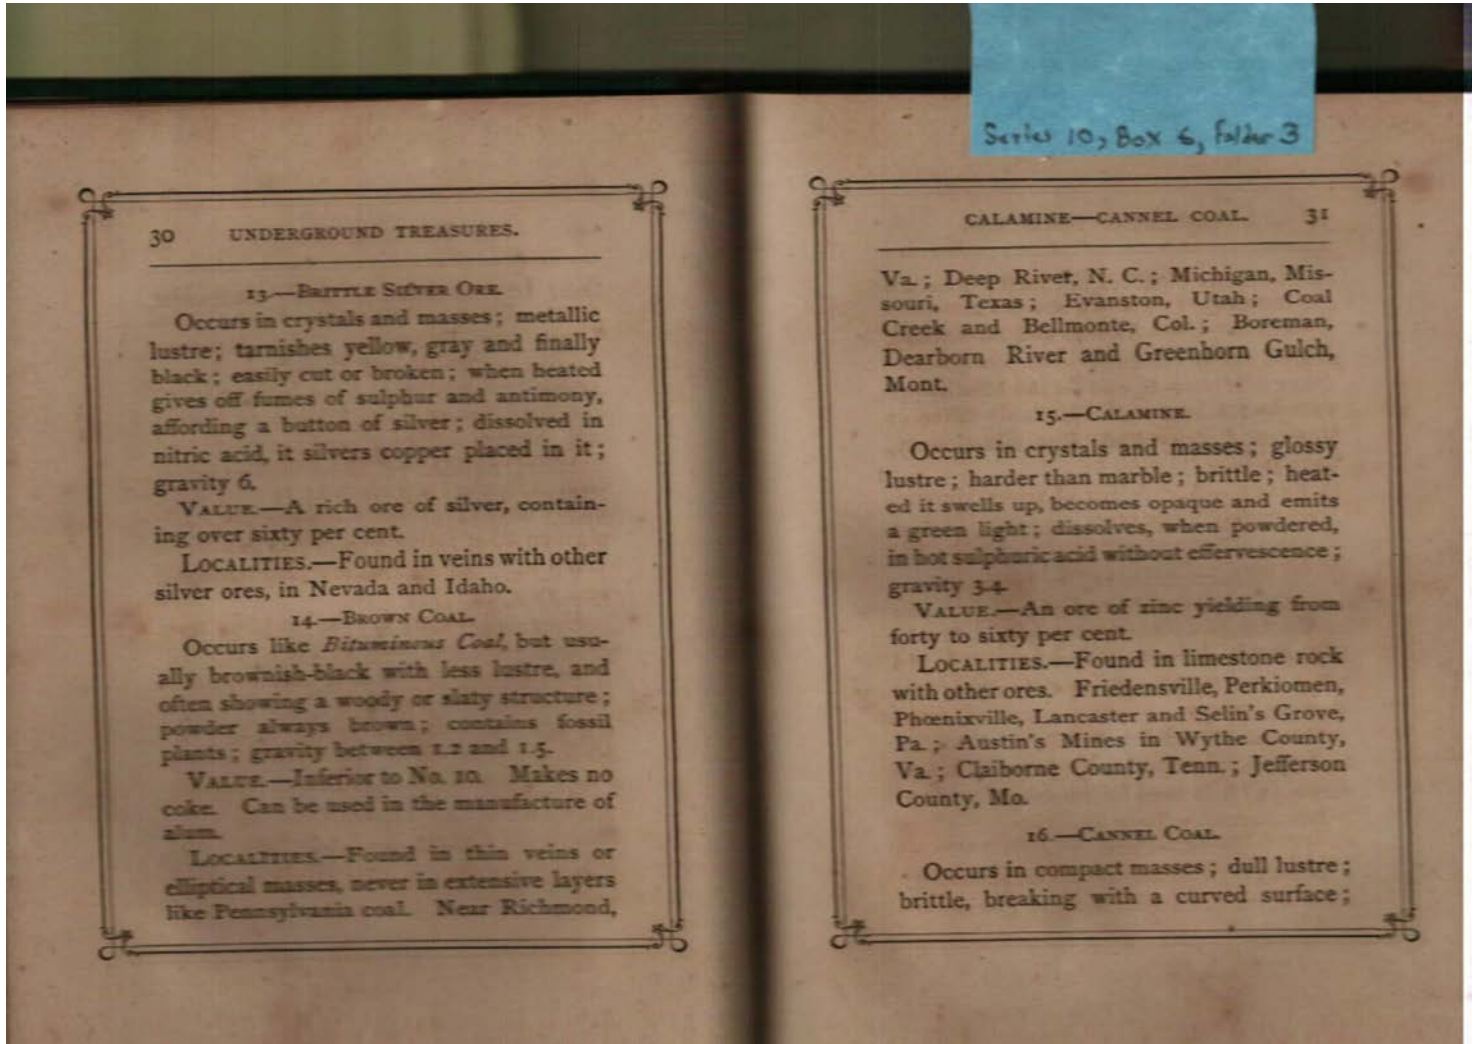 Series 10, Box 6, Folder 3
30 UNDERGROUND TREASURES.
13.—BRITTLE SILVER ORE.
Occurs in crystals and masses; metallic
lustre; tarnishes yellow, gray and finally
black; easily cut or broken; when heated
gives off fumes of sulphur and antimony,
affording a button of silver; dissolved in
nitric acid, it silvers copper placed in it;
gravity 6.
VALUE.—A rich ore of silver, contain-
ing over sixty per cent.
LOCALITIES.—Found in veins with other
silver ores, in Nevada and Idaho.
14.—BROWN COAL.
Occurs like Bituminous Coal, but usu-
ally brownish-black with less lustre, and
often showing a woody or slaty structure;
powder always brown; contains fossil
plants; gravity between 1.2 and 1.5.
VALUE.—Inferior to No. 10. Makes no
coke. Can be used in the manufacture of
alum.
LOCALITIES.—Found in thin veins or
elliptical masses, never in extensive layers
like Pennsylvania coal. Near Richmond,
CALAMINE—CANNEL COAL. 31
Va.; Deep River, N. C.; Michigan, Mis-
souri, Texas; Evanston, Utah; Coal
Creek and Bellmonte, Col.; Boreman,
Dearborn River and Greenhorn Gulch,
Mont.
15.—CALAMINE.
Occurs in crystals and masses; glossy
lustre; harder than marble; brittle; heat-
ed it swells up, becomes opaque and emits
a green light; dissolves, when powdered,
in hot sulphuric acid without effervescence;
gravity 3.4.
VALUE.—An ore of zinc yielding from
forty to sixty per cent.
LOCALITIES.—Found in limestone rock
with other ores. Friedensville, Perkiomen,
Phœnixville, Lancaster and Selin's Grove,
Pa.; Austin's Mines in Wythe County,
Va.; Claiborne County, Tenn.; Jefferson
County, Mo.
16.—CANNEL COAL.
Occurs in compact masses; dull lustre;
brittle, breaking with a curved surface;